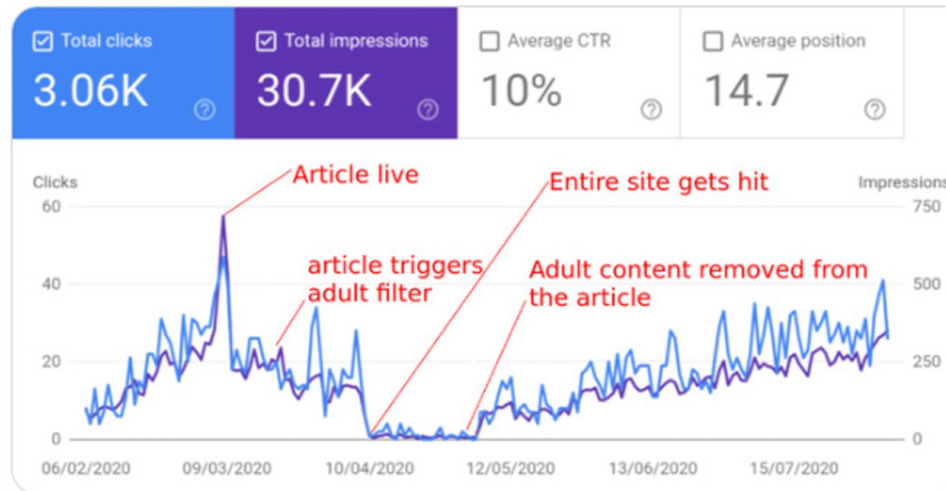 Total clicks
3.06K
Total impressions
30.7K
Average CTR
10%
Average position
14.7
Clicks
Impressions
60
750
40
500
20
250
0
0
Article live
Entire site gets hit
article triggers
adult filter
Adult content removed from
the article
06/02/2020
09/03/2020
10/04/2020
12/05/2020
13/06/2020
15/07/2020